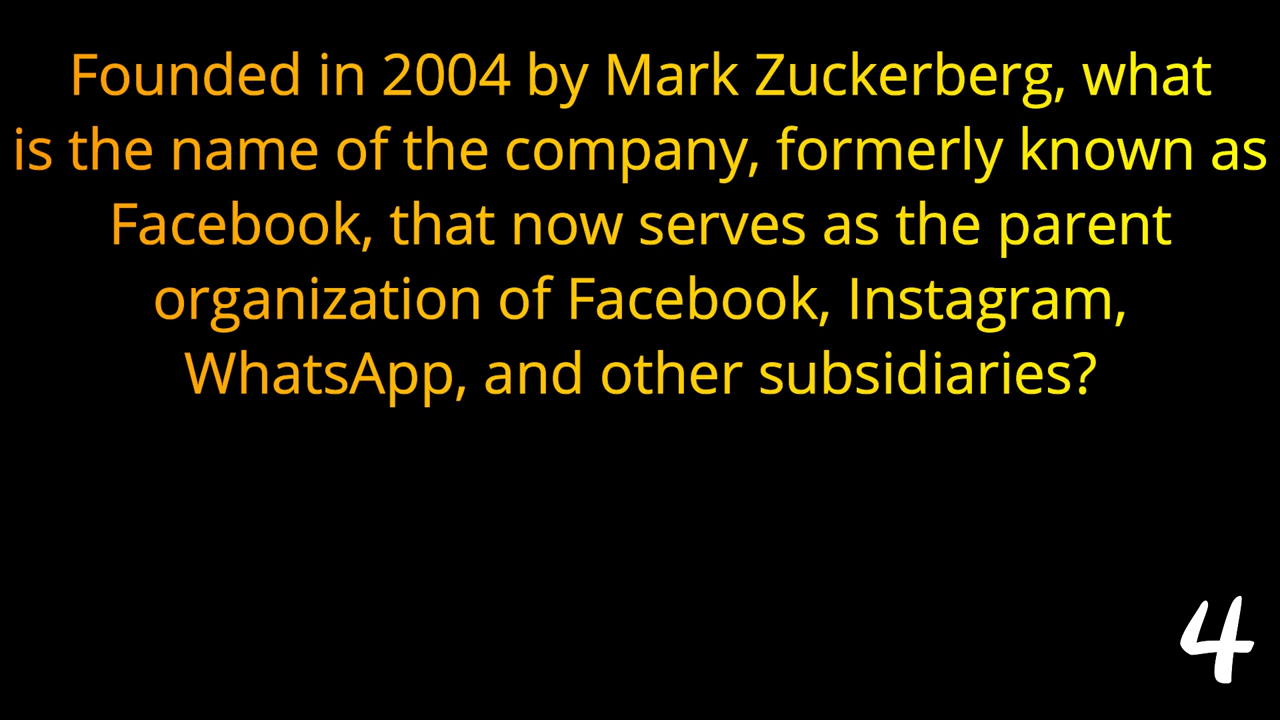 Founded in 2004 by Mark Zuckerberg, what
is the name of the company, formerly known as
Facebook, that now serves as the parent
organization of Facebook, Instagram,
WhatsApp, and other subsidiaries?
4